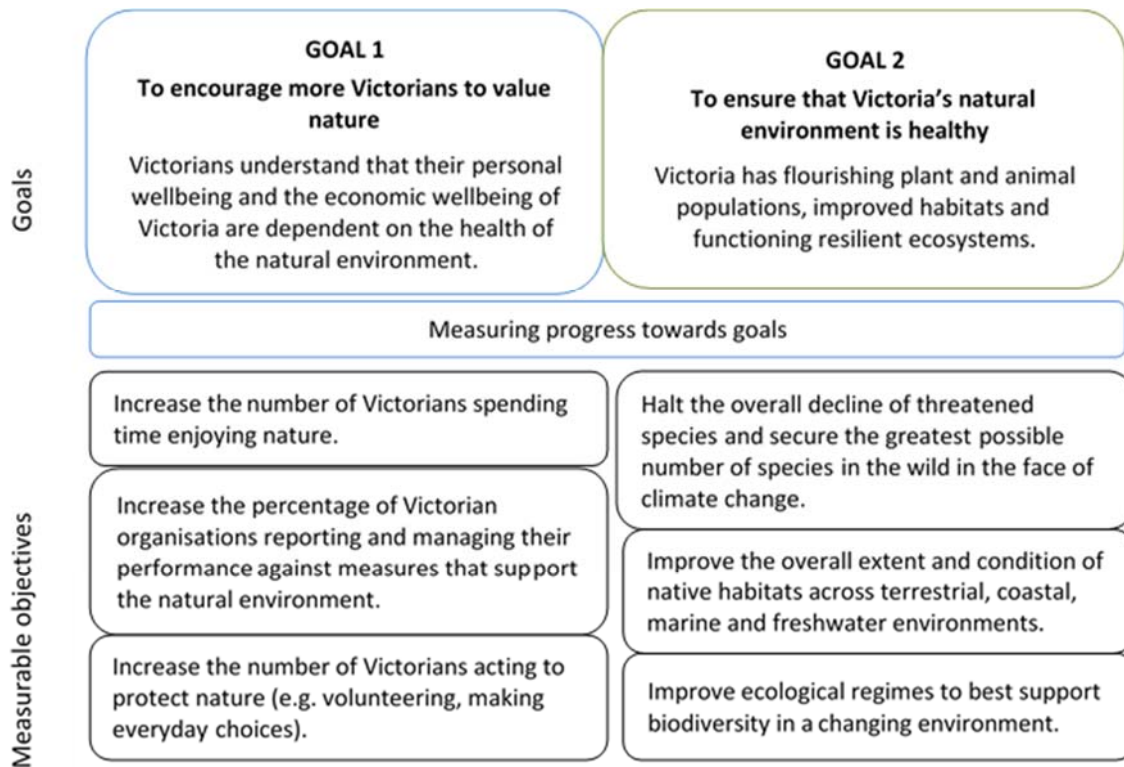 Goals
GOAL 1
To encourage more Victorians to value
nature
Victorians understand that their personal
wellbeing and the economic wellbeing of
Victoria are dependent on the health of
the natural environment.
GOAL 2
To ensure that Victoria’s natural
environment is healthy
Victoria has flourishing plant and animal
populations, improved habitats and
functioning resilient ecosystems.
Measuring progress towards goals
Measurable objectives
Increase the number of Victorians spending
time enjoying nature.
Increase the percentage of Victorian
organisations reporting and managing their
performance against measures that support
the natural environment.
Increase the number of Victorians acting to
protect nature (e.g. volunteering, making
everyday choices).
Halt the overall decline of threatened
species and secure the greatest possible
number of species in the wild in the face of
climate change.
Improve the overall extent and condition of
native habitats across terrestrial, coastal,
marine and freshwater environments.
Improve ecological regimes to best support
biodiversity in a changing environment.